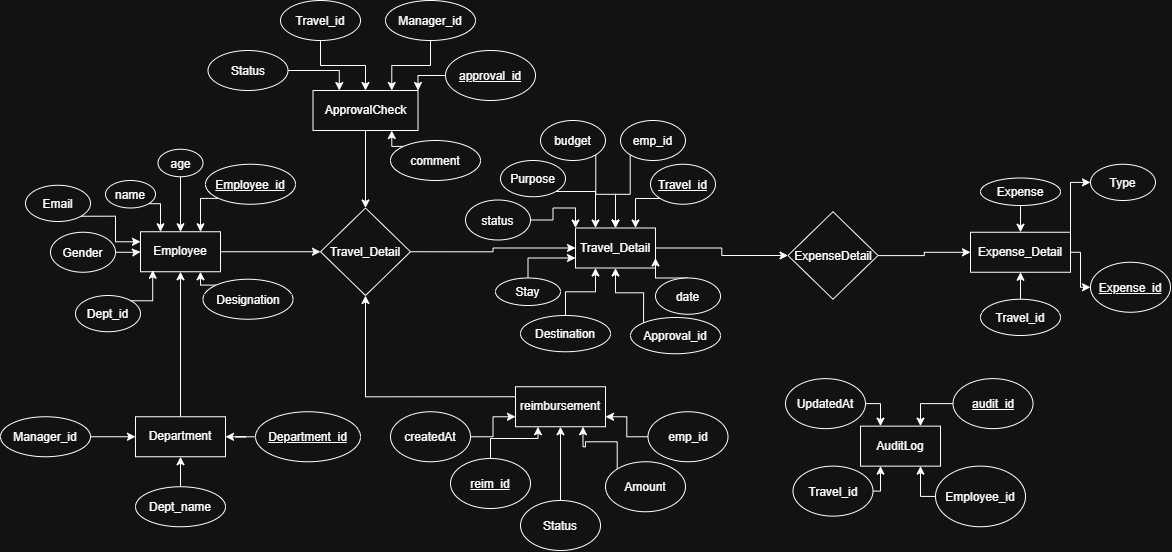 Travel_id
Manager_id
Status
approval_id
ApprovalCheck
comment
budget
emp_id
age
Purpose
Travel_id
Employee_id
name
Email
status
Gender
Employee
Travel_Detail
Travel_Detail
ExpenseDetail
Expense
Type
Expense_Detail
Expense_id
Travel_id
Stay
date
Dept_id
Designation
Destination
Approval_id
reimbursement
createdAt
emp_id
reim_id
Amount
Status
Manager_id
Department
Department_id
Dept_name
UpdatedAt
audit_id
AuditLog
Travel_id
Employee_id